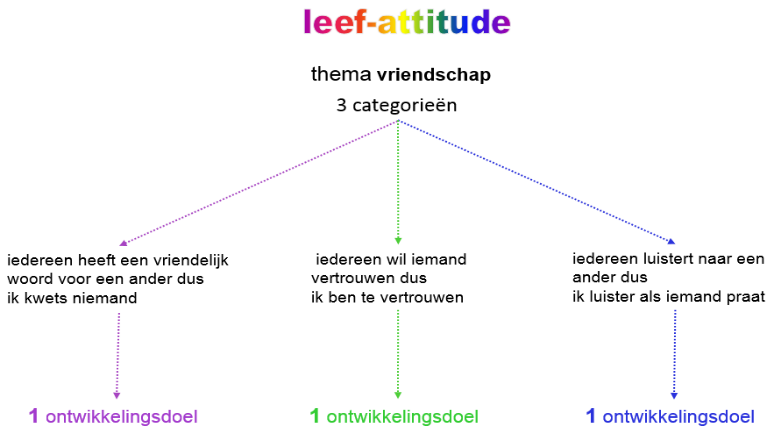 leef-attitude
thema vriendschap
3 categorieën
iedereen heeft een vriendelijk
woord voor een ander dus
ik kwets niemand
iedereen wil iemand
vertrouwen dus
ik ben te vertrouwen
iedereen luistert naar een
ander dus
ik luister als iemand praat
1 ontwikkelingsdoel
1 ontwikkelingsdoel
1 ontwikkelingsdoel